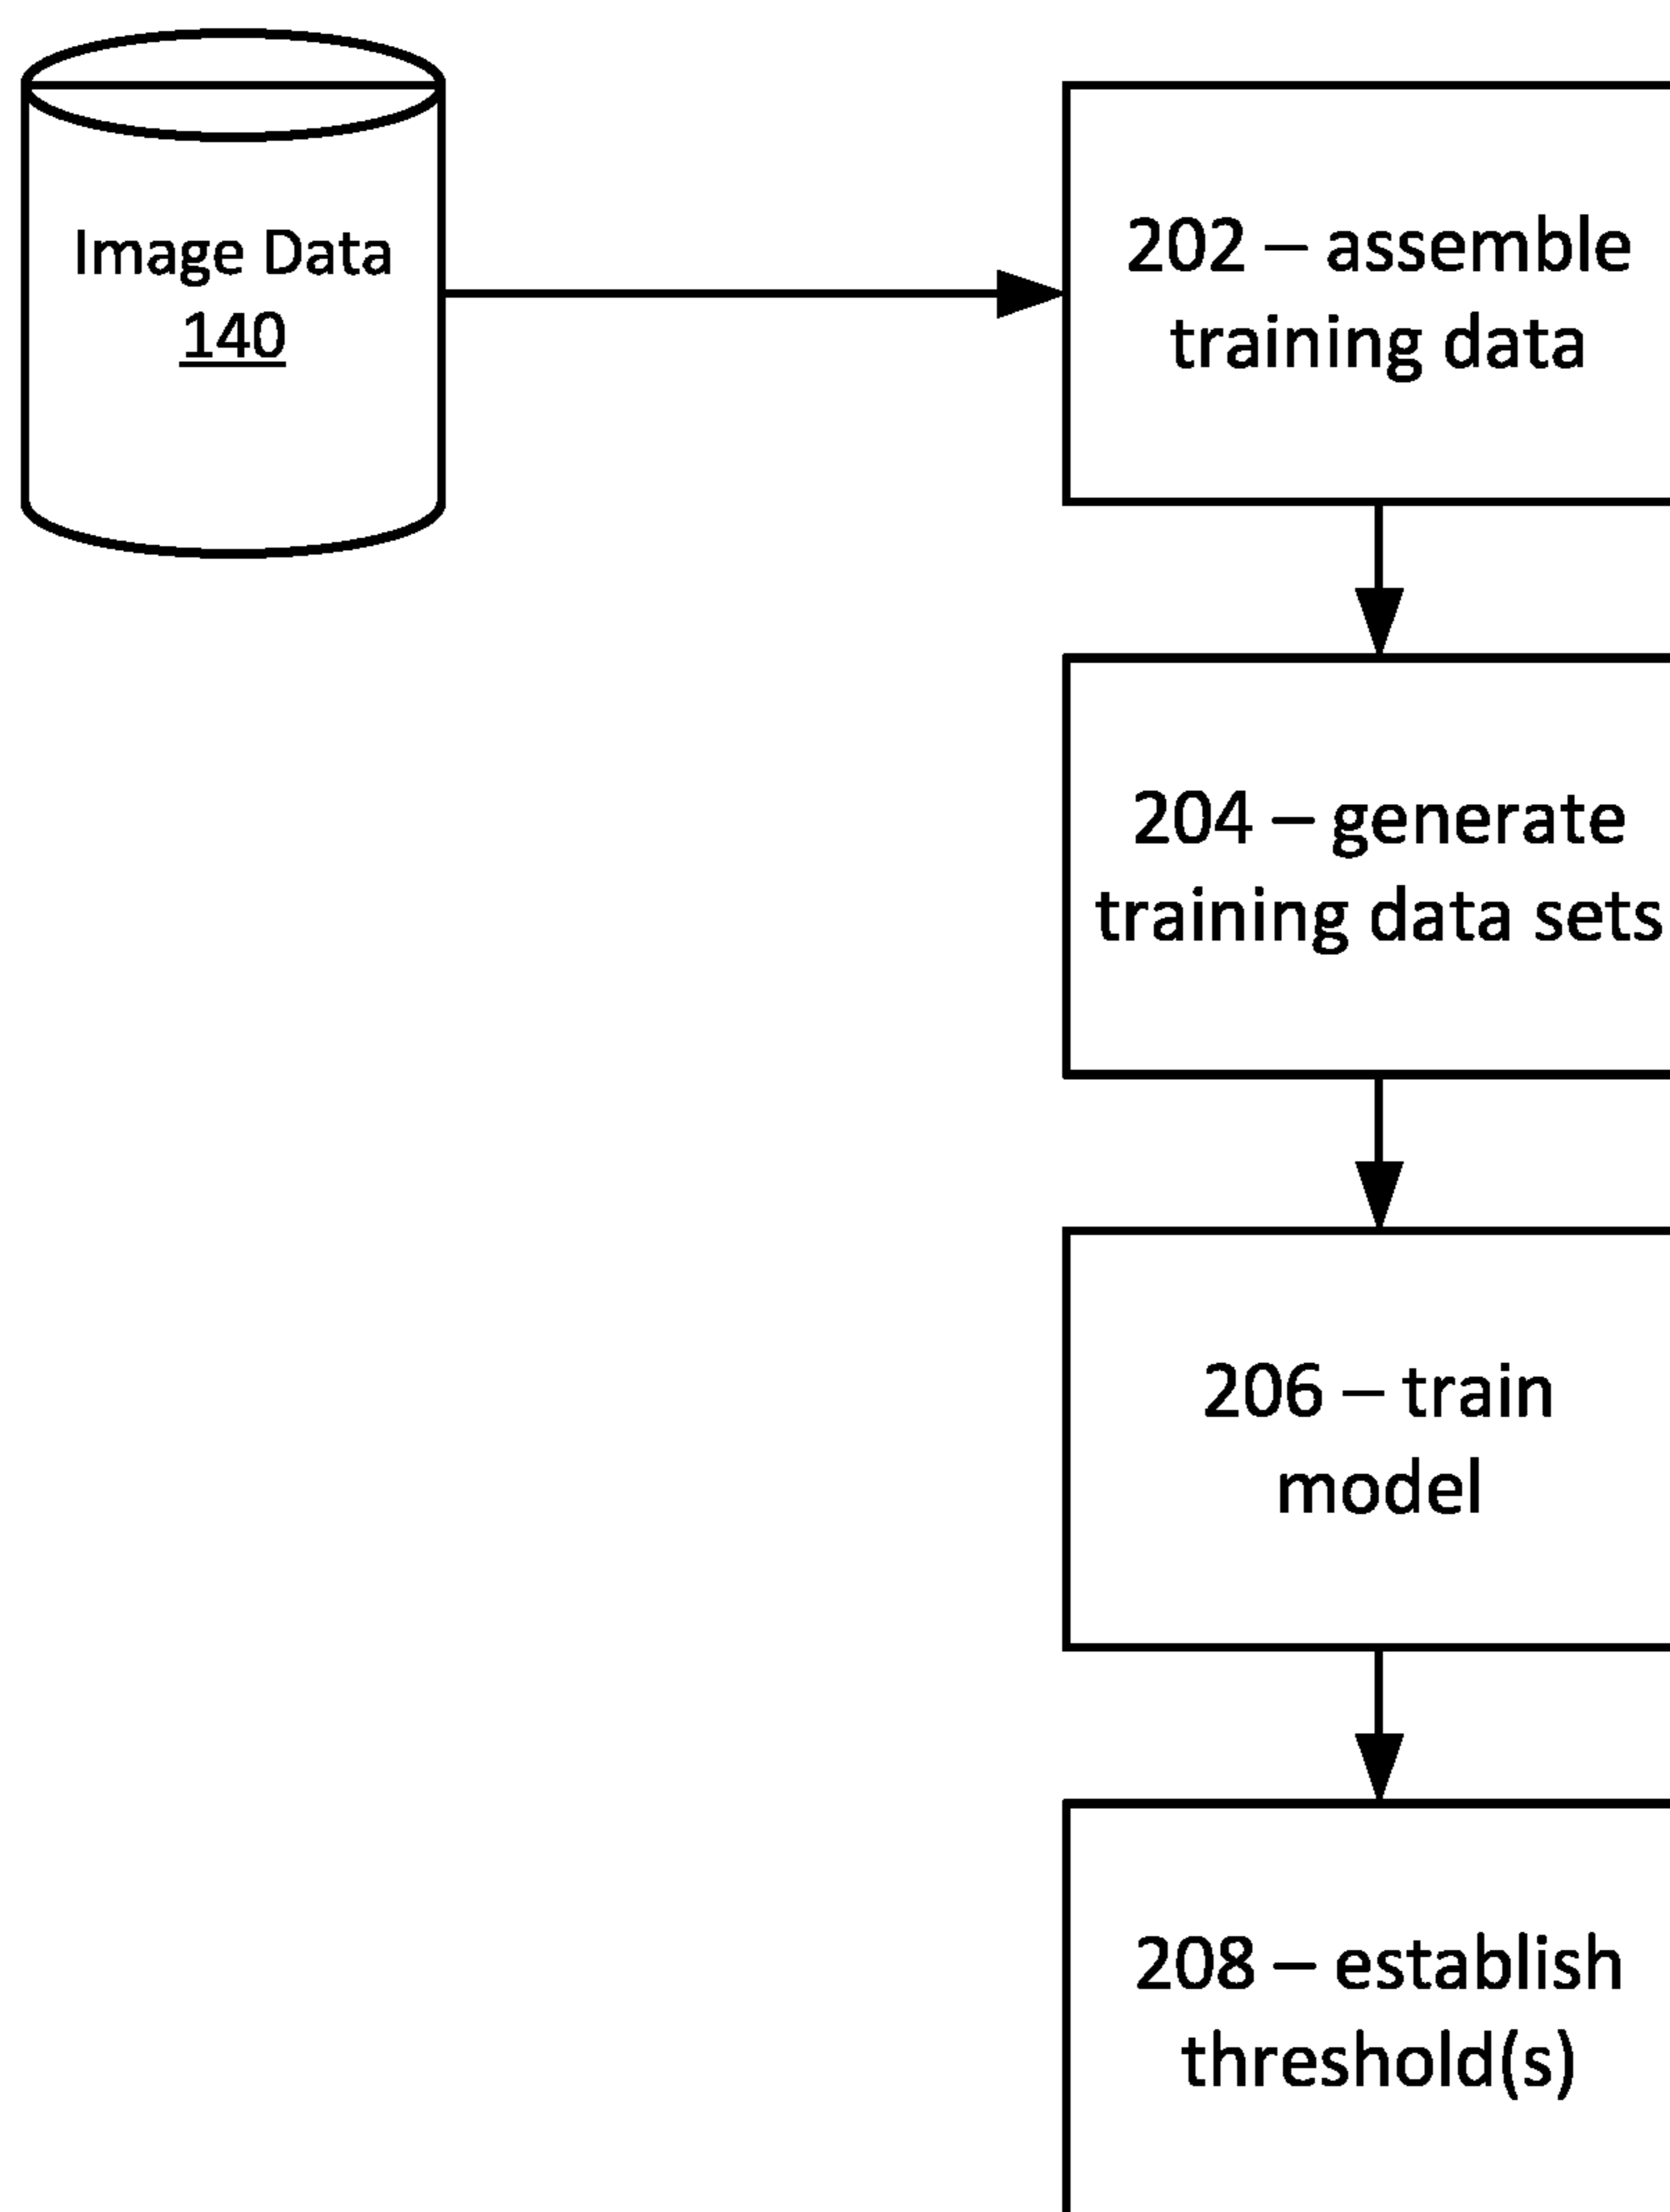 Image Data
140
202 – assemble
training data
204 – generate
training data sets
206 – train
model
208 – establish
threshold(s)